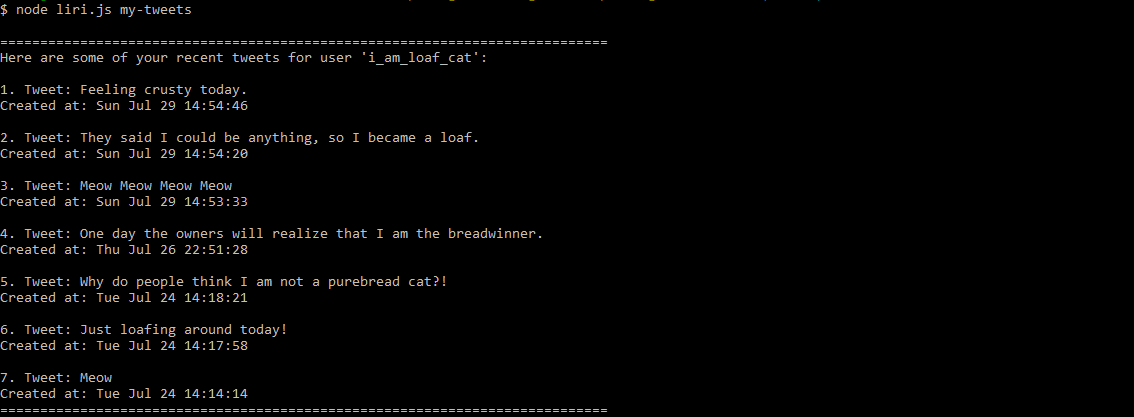 $ node liri.js my-tweets
============================================================================
Here are some of your recent tweets for user 'i_am_loaf_cat':
1. Tweet: Feeling crusty today.
Created at: Sun Jul 29 14:54:46
2. Tweet: They said I could be anything, so I became a loaf.
Created at: Sun Jul 29 14:54:20
3. Tweet: Meow Meow Meow Meow
Created at: Sun Jul 29 14:53:33
4. Tweet: One day the owners will realize that I am the breadwinner.
Created at: Thu Jul 26 22:51:28
5. Tweet: Why do people think I am not a purebread cat?!
Created at: Tue Jul 24 14:18:21
6. Tweet: Just loafing around today!
Created at: Tue Jul 24 14:17:58
7. Tweet: Meow
Created at: Tue Jul 24 14:14:14
============================================================================